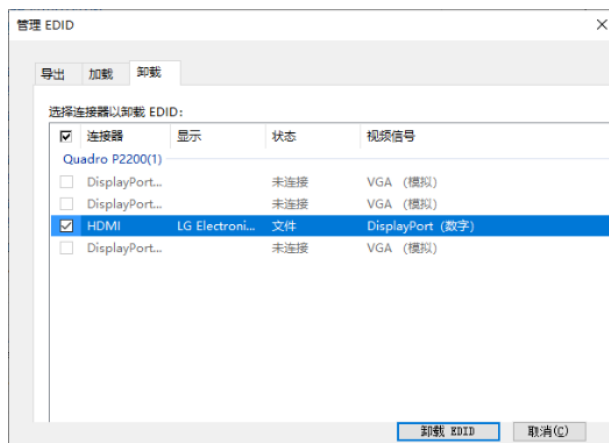 管理 EDID
导出 加载 卸载
选择连接器以卸载 EDID:
连接器 显示 状态 视频信号
Quadro P2200(1)
DisplayPort... 未连接 VGA (模拟)
DisplayPort... 未连接 VGA (模拟)
HDMI LG Electroni... 文件 DisplayPort (数字)
DisplayPort... 未连接 VGA (模拟)
卸载 EDID 取消(C)